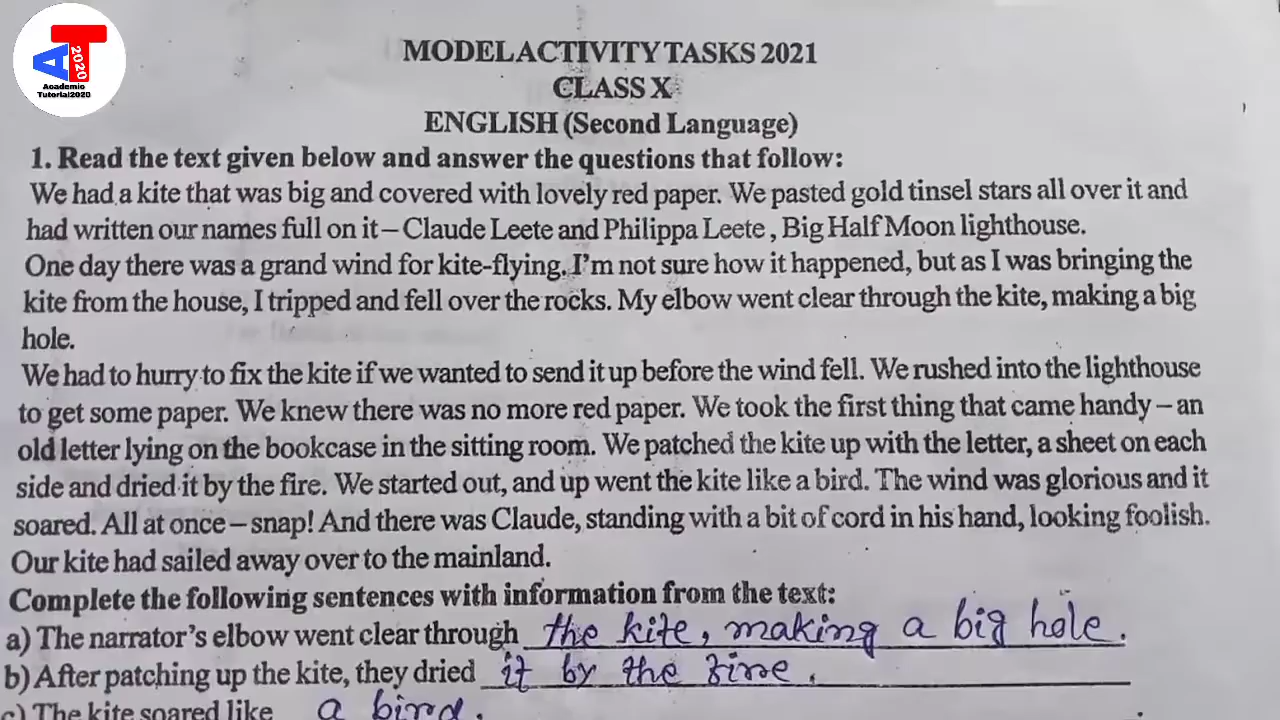 AT
2020
Academic
Tutorial2020
MODEL ACTIVITY TASKS 2021
CLASS X
ENGLISH (Second Language)
1. Read the text given below and answer the questions that follow:
We had a kite that was big and covered with lovely red paper. We pasted gold tinsel stars all over it and
had written our names full on it – Claude Leete and Philippa Leete , Big Half Moon lighthouse.
One day there was a grand wind for kite-flying. I'm not sure how it happened, but as I was bringing the
kite from the house, I tripped and fell over the rocks. My elbow went clear through the kite, making a big
hole.
We had to hurry to fix the kite if we wanted to send it up before the wind fell. We rushed into the lighthouse
to get some paper. We knew there was no more red paper. We took the first thing that came handy – an
old letter lying on the bookcase in the sitting room. We patched the kite up with the letter, a sheet on each
side and dried it by the fire. We started out, and up went the kite like a bird. The wind was glorious and it
soared. All at once – snap! And there was Claude, standing with a bit of cord in his hand, looking foolish.
Our kite had sailed away over to the mainland.
Complete the following sentences with information from the text:
a) The narrator's elbow went clear through the kite, making a big hole.
b) After patching up the kite, they dried it by the fire.
c) The kite soared like a bird.